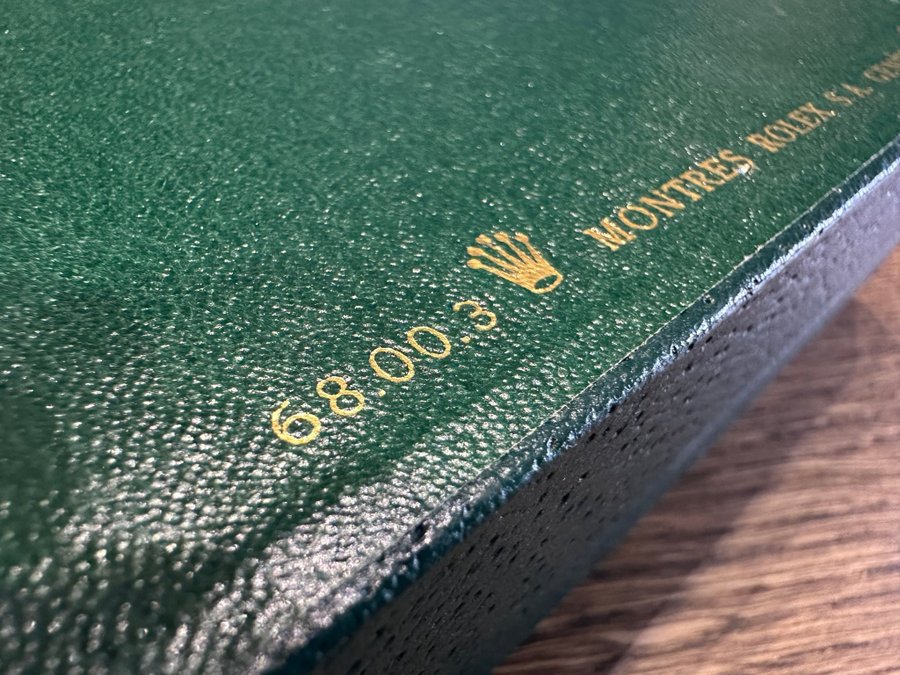 68.00.3 MONTRES ROLEX S.A.